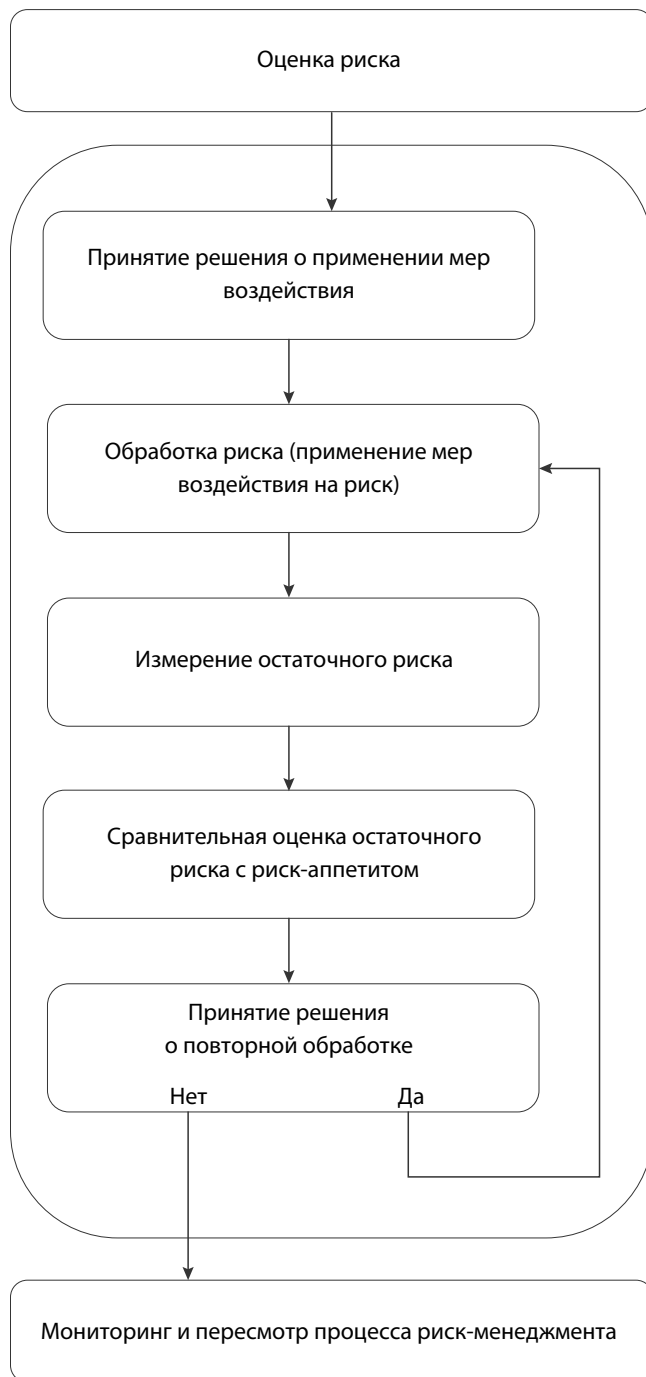 Оценка риска
Принятие решения о применении мер
воздействия
Обработка риска (применение мер
воздействия на риск)
Измерение остаточного риска
Сравнительная оценка остаточного
риска с риск-аппетитом
Принятие решения
о повторной обработке
Нет
Да
Мониторинг и пересмотр процесса риск-менеджмента